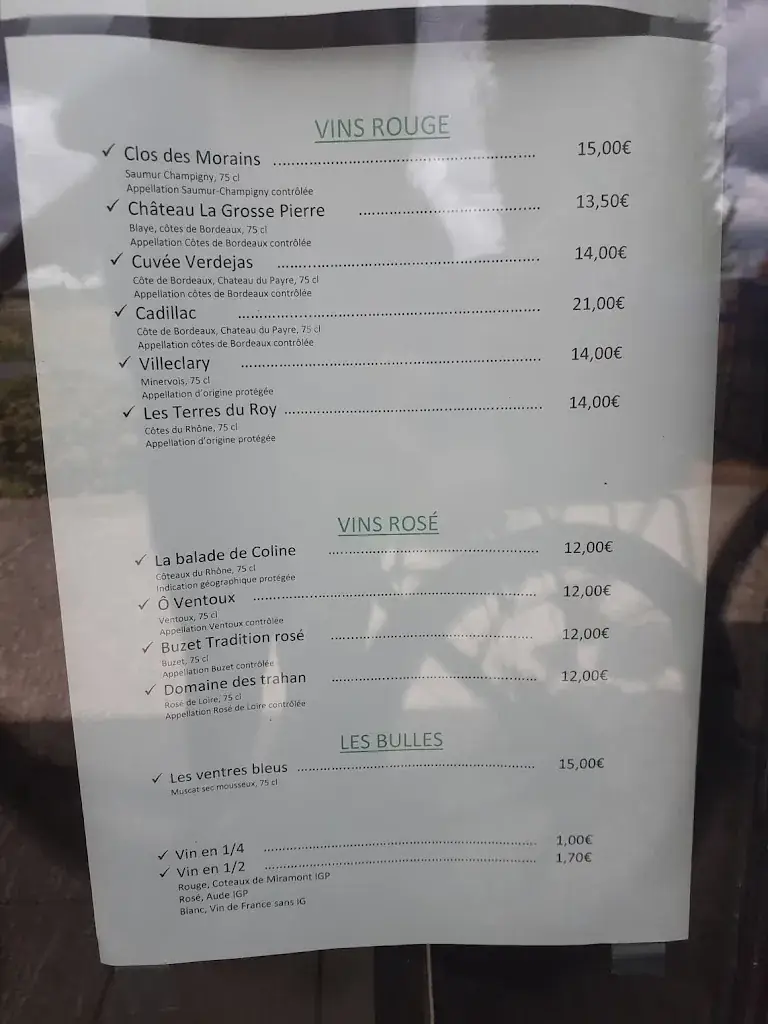 VINS ROUGE
✓ Clos des Morains ........................................................ 15,00€
Saumur Champigny, 75 cl
Appellation Saumur-Champigny contrôlée
✓ Château La Grosse Pierre ....................................... 13,50€
Blaye, côtes de Bordeaux, 75 cl
Appellation Côtes de Bordeaux contrôlée
✓ Cuvée Verdejas ........................................................ 14,00€
Côte de Bordeaux, Chateau du Payre, 75 cl
Appellation côtes de Bordeaux contrôlée
✓ Cadillac ................................................................. 21,00€
Côte de Bordeaux, Chateau du Payre, 75 cl
Appellation côtes de Bordeaux contrôlée
✓ Villeclary ................................................................. 14,00€
Minervois, 75 cl
Appellation d'origine protégée
✓ Les Terres du Roy ........................................................ 14,00€
Côtes du Rhône, 75 cl
Appellation d'origine protégée
VINS ROSÉ
✓ La balade de Coline ............................................... 12,00€
Côteaux du Rhône, 75 cl
Indication géographique protégée
✓ Ô Ventoux ................................................................. 12,00€
Ventoux, 75 cl
Appellation Ventoux contrôlée
✓ Buzet Tradition rosé ............................................... 12,00€
Buzet, 75 cl
Appellation Buzet contrôlée
✓ Domaine des trahan ............................................... 12,00€
Rosé de Loire, 75 cl
Appellation Rosé de Loire contrôlée
LES BULLES
✓ Les ventres bleus ........................................................ 15,00€
Muscat sec mousseux, 75 cl
✓ Vin en 1/4 ................................................................. 1,00€
✓ Vin en 1/2 ................................................................. 1,70€
Rouge, Coteaux de Miramont IGP
Rosé, Aude IGP
Blanc, Vin de France sans IG